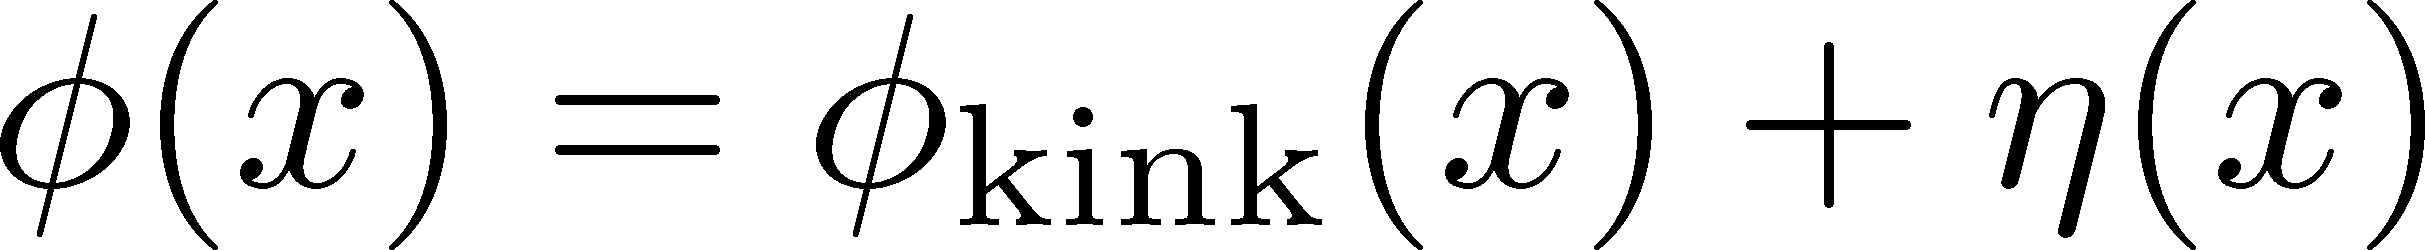 ϕ(x) = ϕ_kink(x) + η(x)